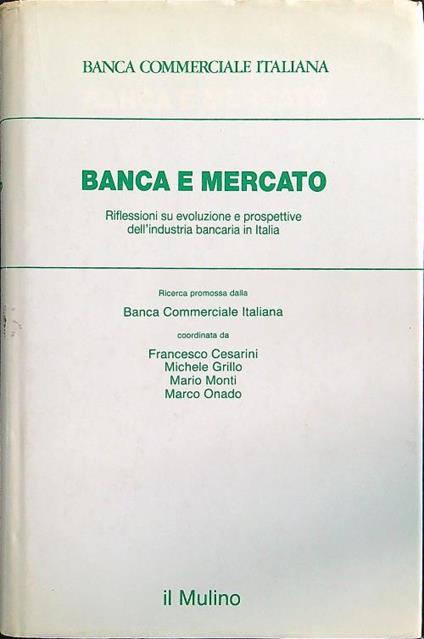 BANCA COMMERCIALE ITALIANA
BANCA E MERCATO
Riflessioni su evoluzione e prospettive
dell'industria bancaria in Italia
Ricerca promossa dalla
Banca Commerciale Italiana
coordinata da
Francesco Cesarini
Michele Grillo
Mario Monti
Marco Onado
il Mulino